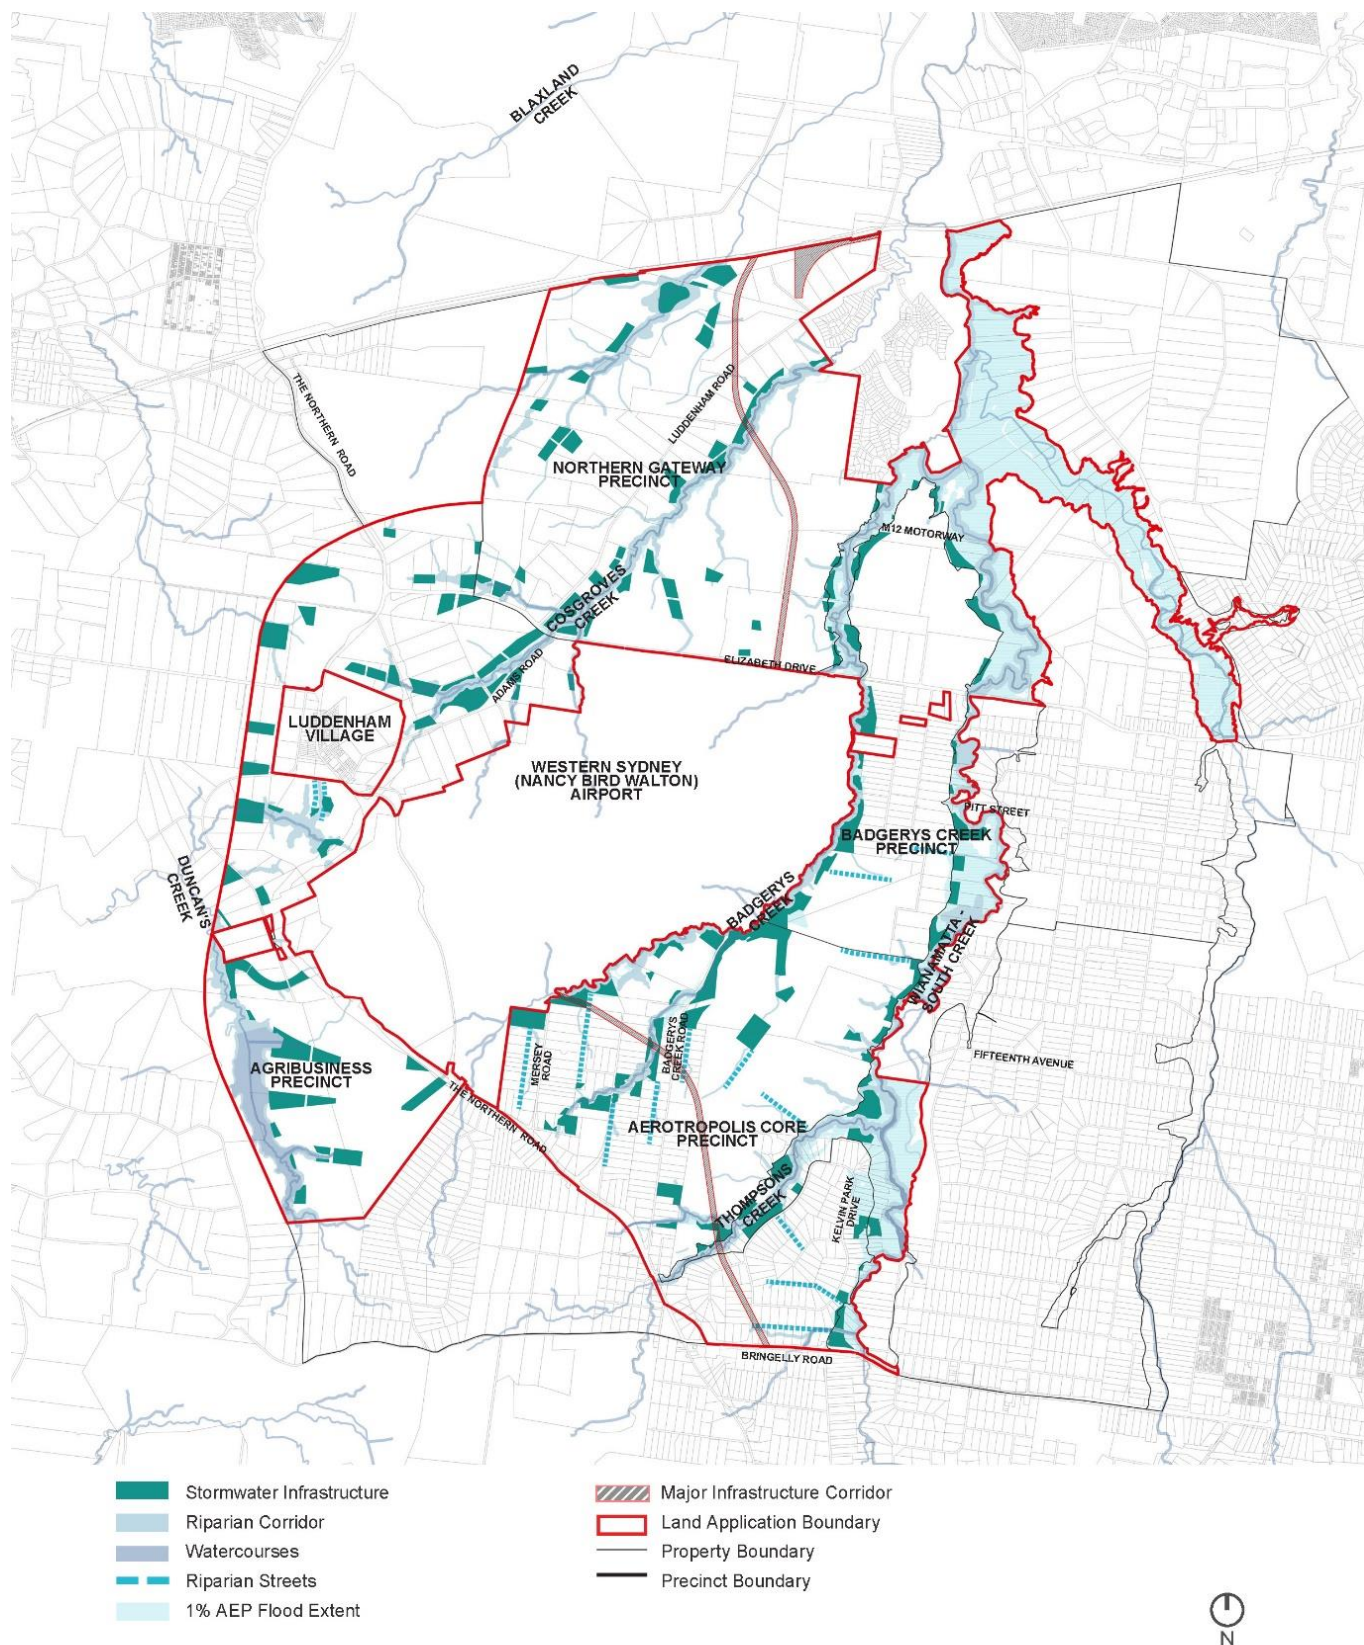 BLAXLAND
CREEK
THE NORTHERN ROAD
LUDDENHAM ROAD
NORTHERN GATEWAY
PRECINCT
M12 MOTORWAY
COSGROVES
CREEK
ADAMS ROAD
ELIZABETH DRIVE
LUDDENHAM
VILLAGE
WESTERN SYDNEY
(NANCY BIRD WALTON)
AIRPORT
PITT STREET
BADGERYS CREEK
PRECINCT
DUNCAN'S
CREEK
BADGERYS
CREEK
WIANAMATTA -
SOUTH CREEK
MERSEY
ROAD
BADGERYS
CREEK ROAD
FIFTEENTH AVENUE
AGRIBUSINESS
PRECINCT
THE NORTHERN ROAD
AEROTROPOLIS CORE
PRECINCT
THOMPSONS
CREEK
KELVIN PARK
DRIVE
BRINGELLY ROAD
Stormwater Infrastructure
Riparian Corridor
Watercourses
Riparian Streets
1% AEP Flood Extent
Major Infrastructure Corridor
Land Application Boundary
Property Boundary
Precinct Boundary
N